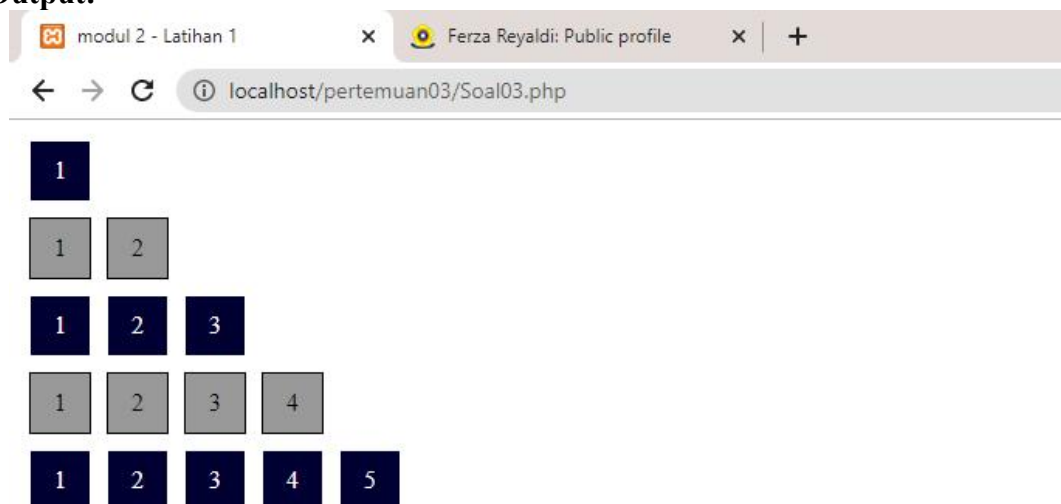 Output:
modul 2 - Latihan 1 Ferza Reyaldi: Public profile
localhost/pertemuan03/Soal03.php
1
1 2
1 2 3
1 2 3 4
1 2 3 4 5